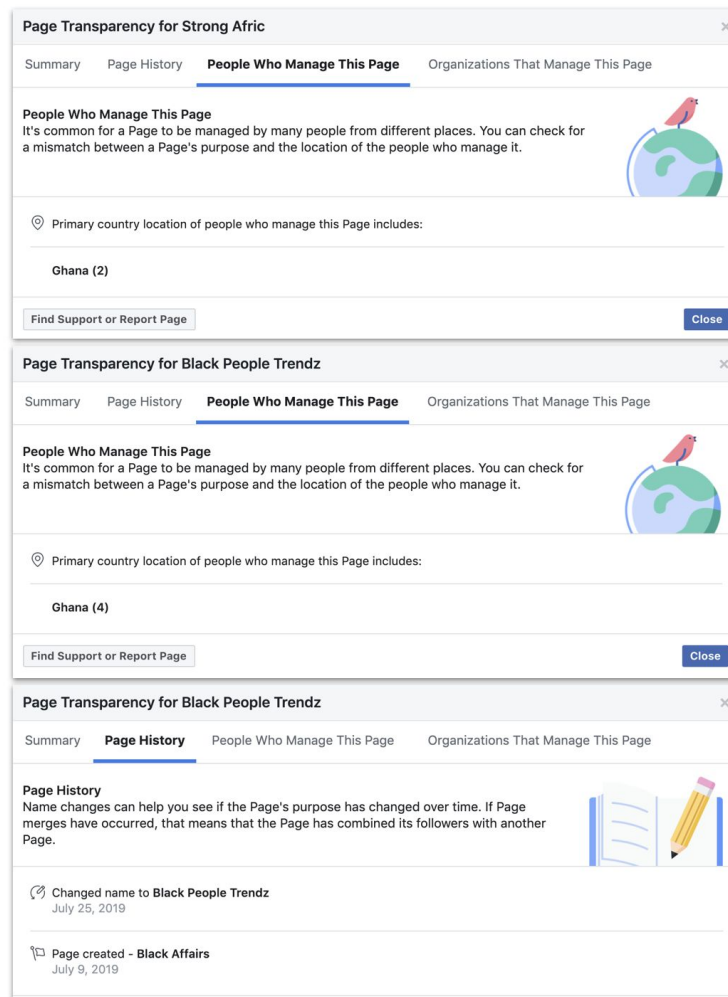 Page Transparency for Strong Afric
Summary Page History People Who Manage This Page Organizations That Manage This Page
People Who Manage This Page
It's common for a Page to be managed by many people from different places. You can check for
a mismatch between a Page's purpose and the location of the people who manage it.
Primary country location of people who manage this Page includes:
Ghana (2)
Find Support or Report Page Close
Page Transparency for Black People Trendz
Summary Page History People Who Manage This Page Organizations That Manage This Page
People Who Manage This Page
It's common for a Page to be managed by many people from different places. You can check for
a mismatch between a Page's purpose and the location of the people who manage it.
Primary country location of people who manage this Page includes:
Ghana (4)
Find Support or Report Page Close
Page Transparency for Black People Trendz
Summary Page History People Who Manage This Page Organizations That Manage This Page
Page History
Name changes can help you see if the Page's purpose has changed over time. If Page
merges have occurred, that means that the Page has combined its followers with another
Page.
Changed name to Black People Trendz
July 25, 2019
Page created - Black Affairs
July 9, 2019